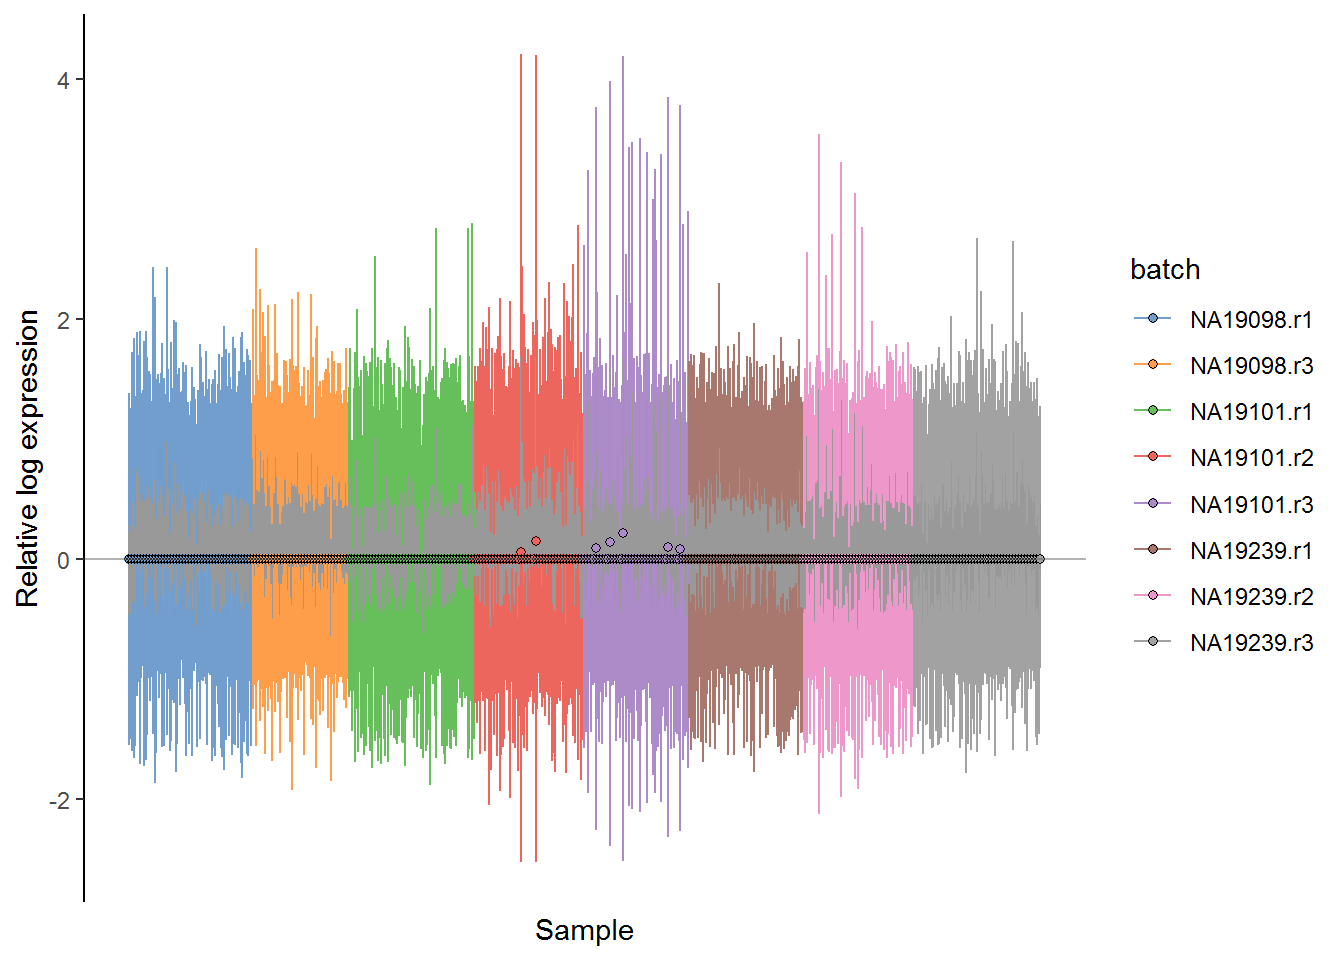 Relative log expression
4
2
0
-2
Sample
batch
NA19098.r1
NA19098.r3
NA19101.r1
NA19101.r2
NA19101.r3
NA19239.r1
NA19239.r2
NA19239.r3